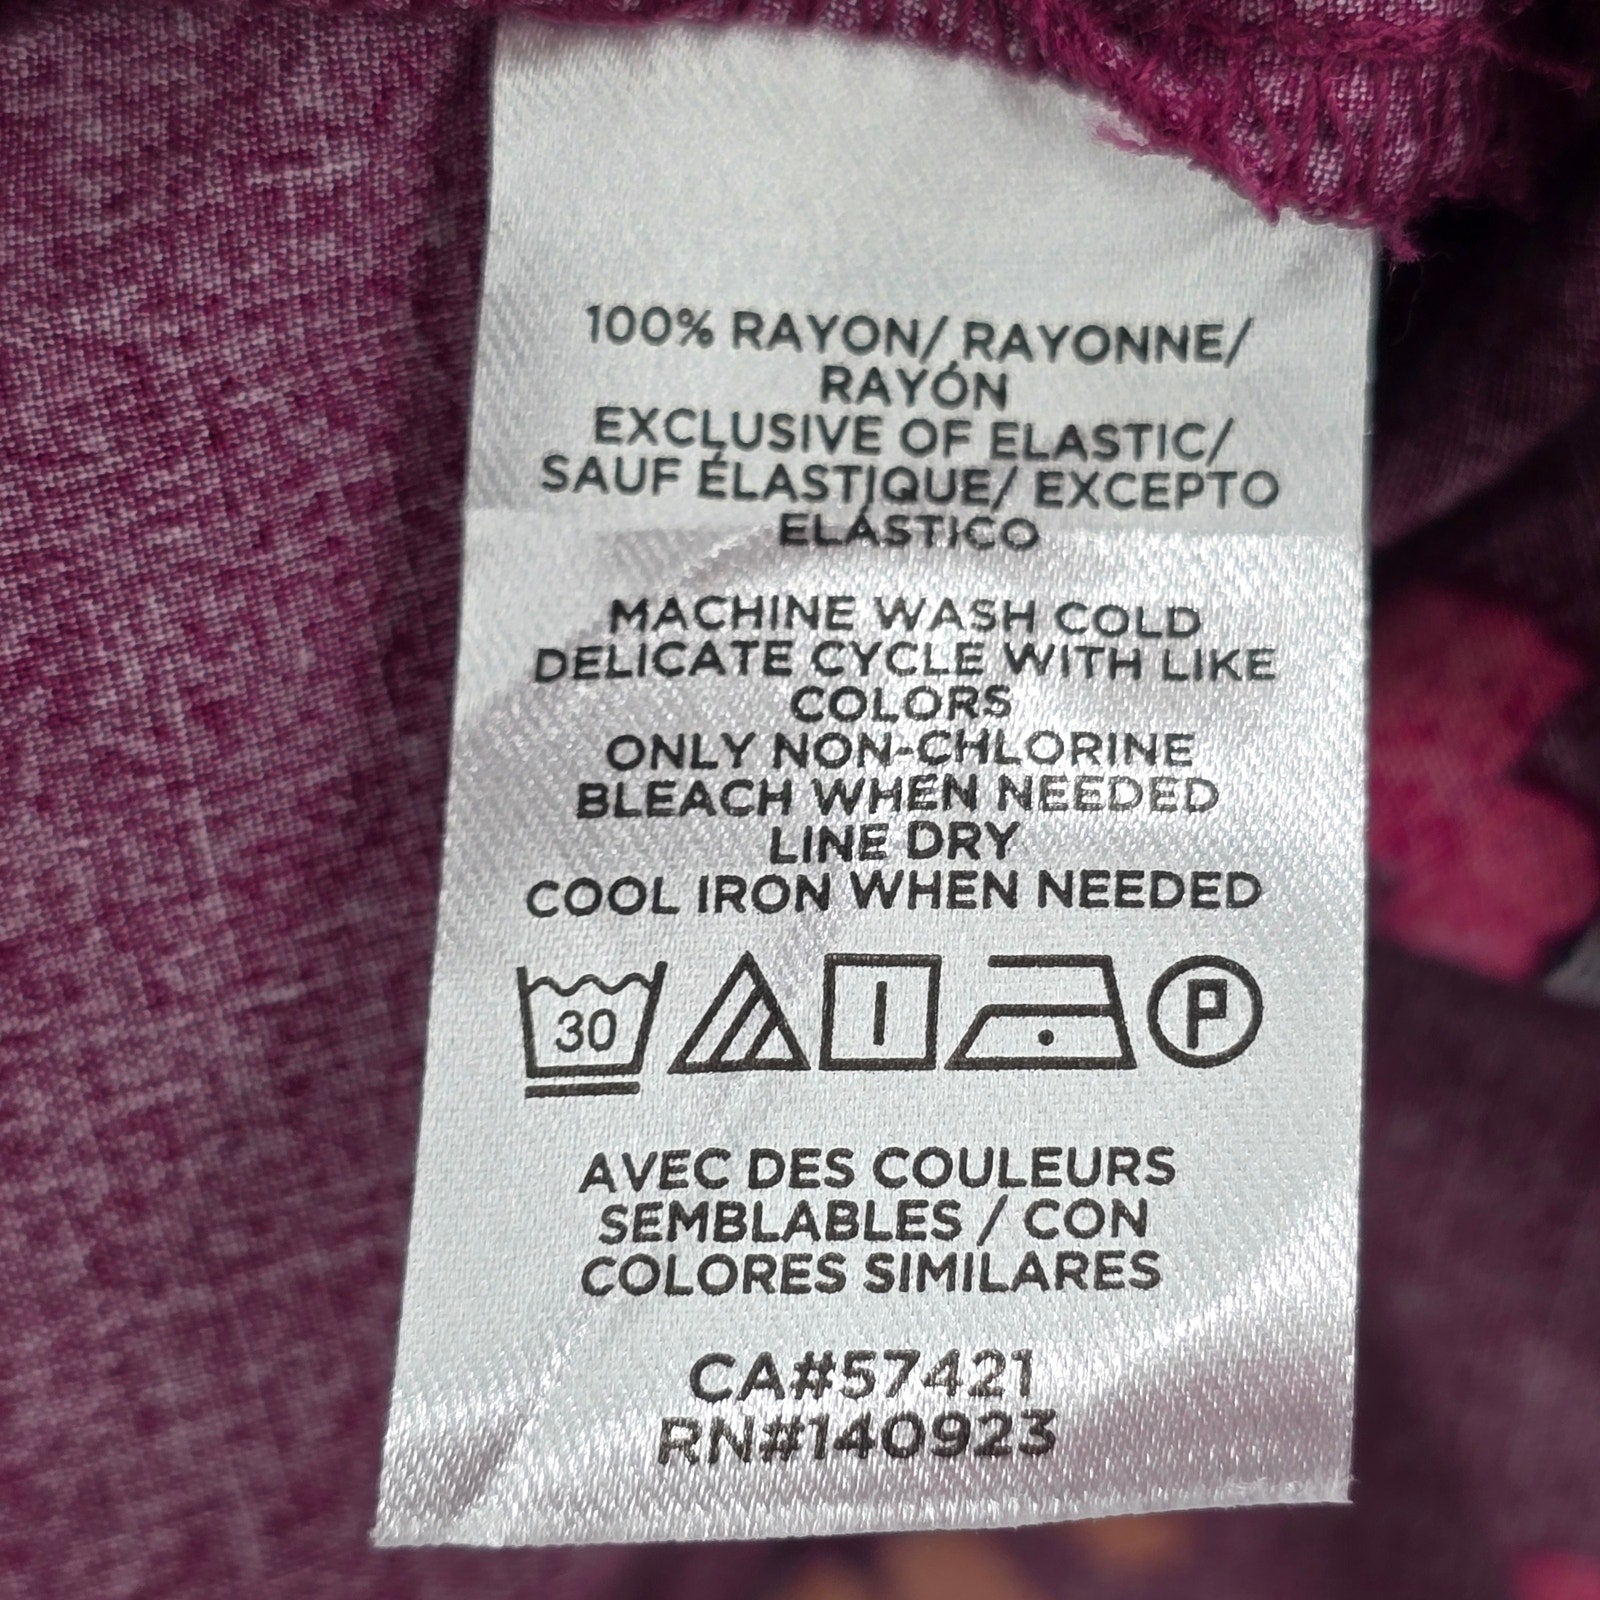 100% RAYON/ RAYONNE/
RAYÓN
EXCLUSIVE OF ELASTIC/
SAUF ÉLASTIQUE/ EXCEPTO
ELÁSTICO
MACHINE WASH COLD
DELICATE CYCLE WITH LIKE
COLORS
ONLY NON-CHLORINE
BLEACH WHEN NEEDED
LINE DRY
COOL IRON WHEN NEEDED
30 P
AVEC DES COULEURS
SEMBLABLES / CON
COLORES SIMILARES
CA#57421
RN#140923